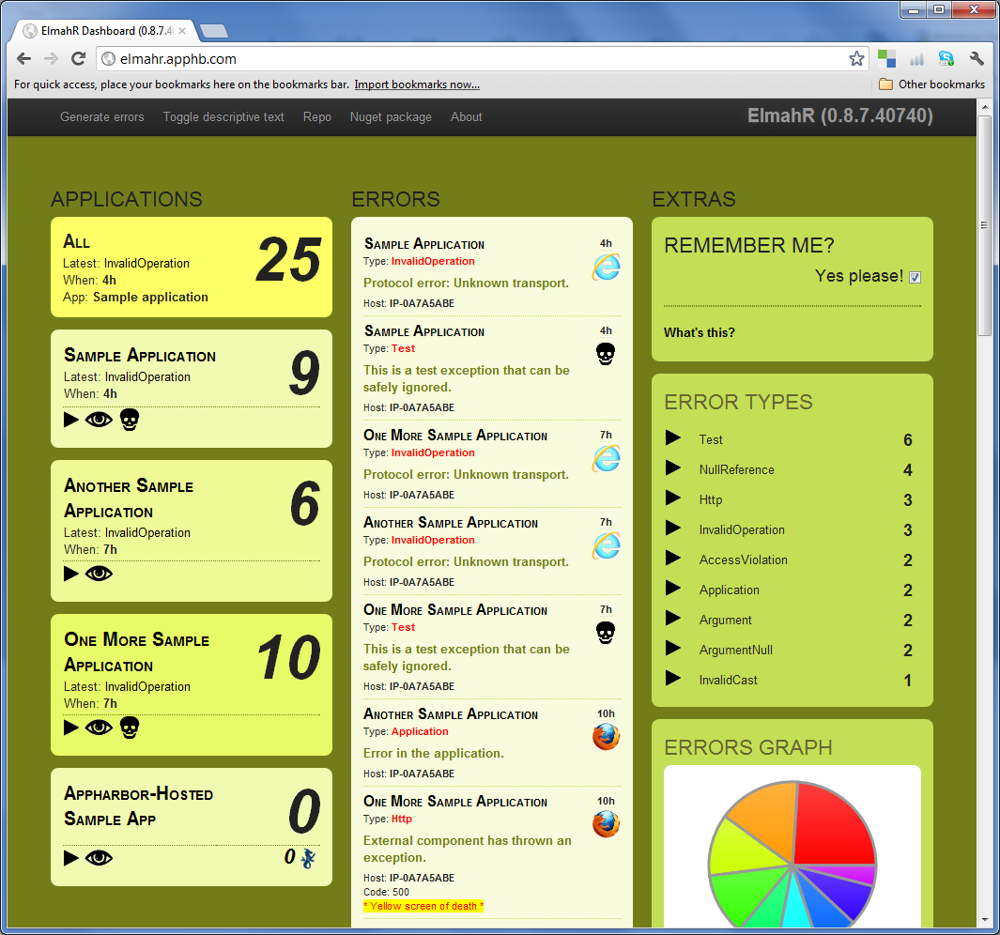 ElmahR Dashboard (0.8.7.4
elmahr.apphb.com
For quick access, place your bookmarks here on the bookmarks bar. Import bookmarks now...
Other bookmarks
Generate errors Toggle descriptive text Repo Nuget package About
ElmahR (0.8.7.40740)
APPLICATIONS
All
25
Latest: InvalidOperation
When: 4h
App: Sample application
Sample Application
9
Latest: InvalidOperation
When: 4h
Another Sample
Application
6
Latest: InvalidOperation
When: 7h
One More Sample
Application
10
Latest: InvalidOperation
When: 7h
Appharbor-Hosted
Sample App
0
0
ERRORS
Sample Application 4h
Type: InvalidOperation
Protocol error: Unknown transport.
Host: IP-0A7A5ABE
Sample Application 4h
Type: Test
This is a test exception that can be
safely ignored.
Host: IP-0A7A5ABE
One More Sample Application 7h
Type: InvalidOperation
Protocol error: Unknown transport.
Host: IP-0A7A5ABE
Another Sample Application 7h
Type: InvalidOperation
Protocol error: Unknown transport.
Host: IP-0A7A5ABE
One More Sample Application 7h
Type: Test
This is a test exception that can be
safely ignored.
Host: IP-0A7A5ABE
Another Sample Application 10h
Type: Application
Error in the application.
Host: IP-0A7A5ABE
One More Sample Application 10h
Type: Http
External component has thrown an
exception.
Host: IP-0A7A5ABE
Code: 500
* Yellow screen of death *
EXTRAS
REMEMBER ME?
Yes please!
What's this?
ERROR TYPES
Test 6
NullReference 4
Http 3
InvalidOperation 3
AccessViolation 2
Application 2
Argument 2
ArgumentNull 2
InvalidCast 1
ERRORS GRAPH